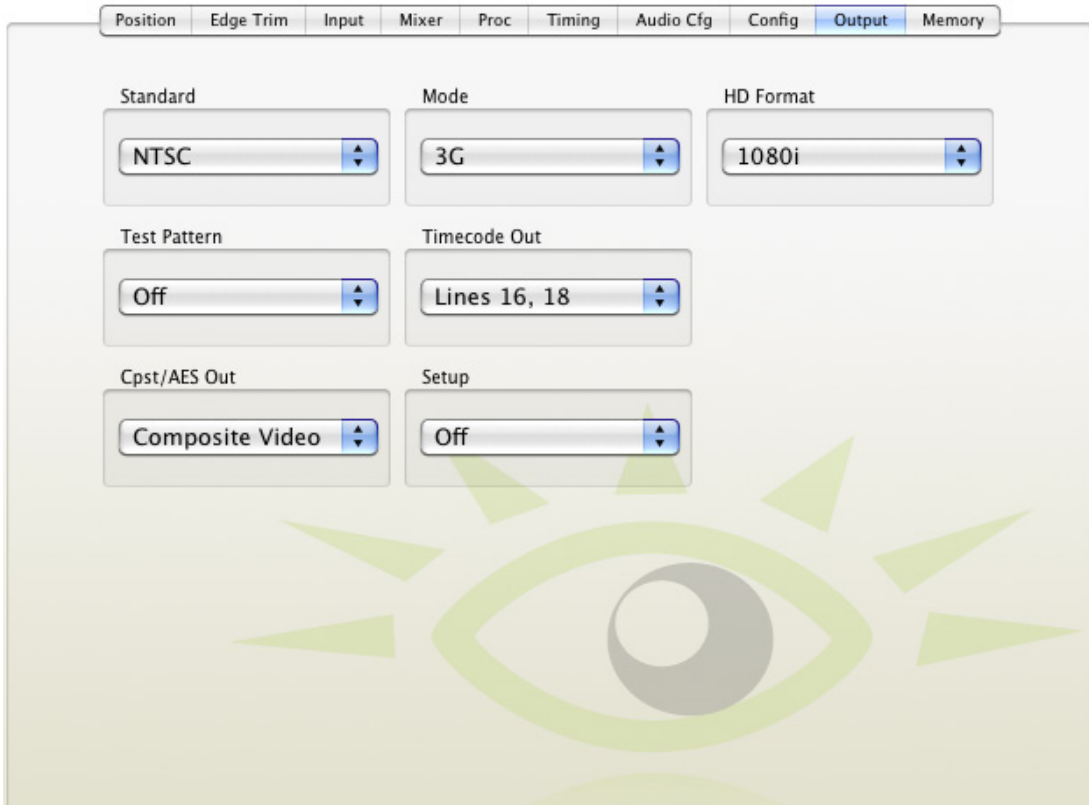 Position Edge Trim Input Mixer Proc Timing Audio Cfg Config Output Memory
Standard Mode HD Format
NTSC 3G 1080i
Test Pattern Timecode Out
Off Lines 16, 18
Cpst/AES Out Setup
Composite Video Off